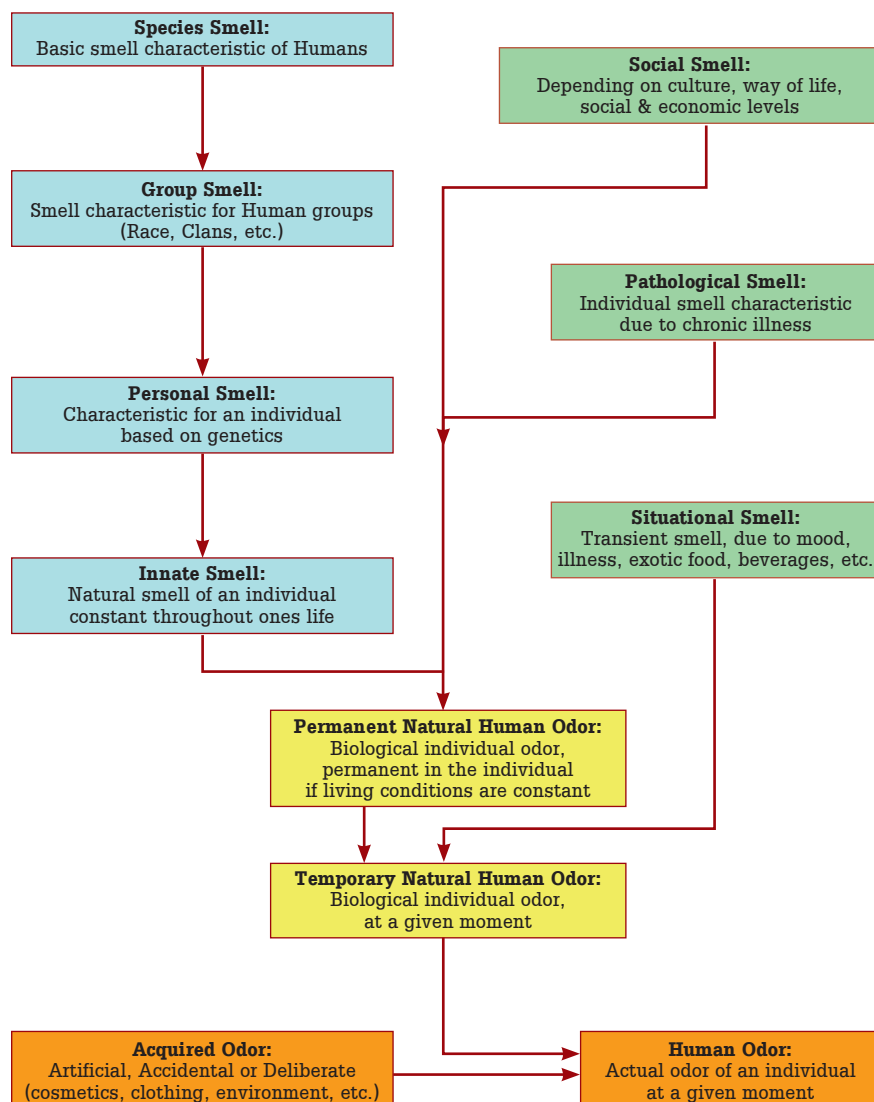 Species Smell:
Basic smell characteristic of Humans
Social Smell:
Depending on culture, way of life,
social & economic levels
Group Smell:
Smell characteristic for Human groups
(Race, Clans, etc.)
Pathological Smell:
Individual smell characteristic
due to chronic illness
Personal Smell:
Characteristic for an individual
based on genetics
Situational Smell:
Transient smell, due to mood,
illness, exotic food, beverages, etc.
Innate Smell:
Natural smell of an individual
constant throughout ones life
Permanent Natural Human Odor:
Biological individual odor,
permanent in the individual
if living conditions are constant
Temporary Natural Human Odor:
Biological individual odor,
at a given moment
Acquired Odor:
Artificial, Accidental or Deliberate
(cosmetics, clothing, environment, etc.)
Human Odor:
Actual odor of an individual
at a given moment